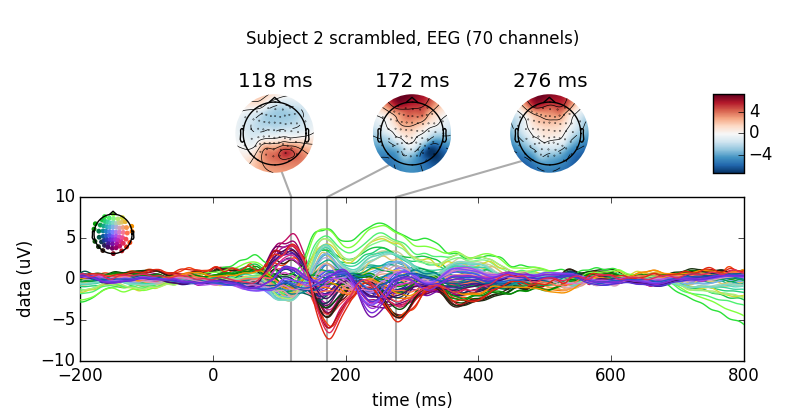 Subject 2 scrambled, EEG (70 channels)
118 ms 172 ms 276 ms
4
0
−4
10
5
0
−5
−10
data (uV)
−200 0 200 400 600 800
time (ms)